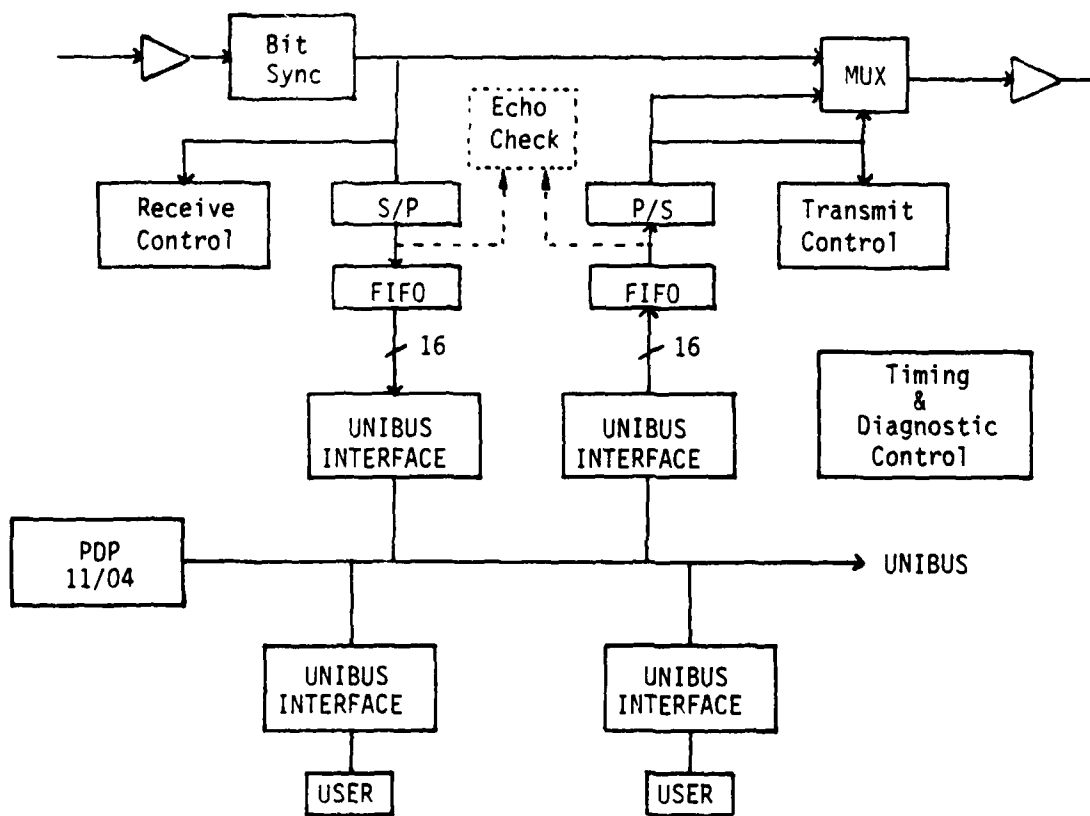 Bit
Sync
MUX
Echo
Check
Receive
Control
S/P
P/S
Transmit
Control
FIFO
FIFO
16
16
UNIBUS
INTERFACE
UNIBUS
INTERFACE
Timing
&
Diagnostic
Control
PDP
11/04
UNIBUS
UNIBUS
INTERFACE
UNIBUS
INTERFACE
USER
USER